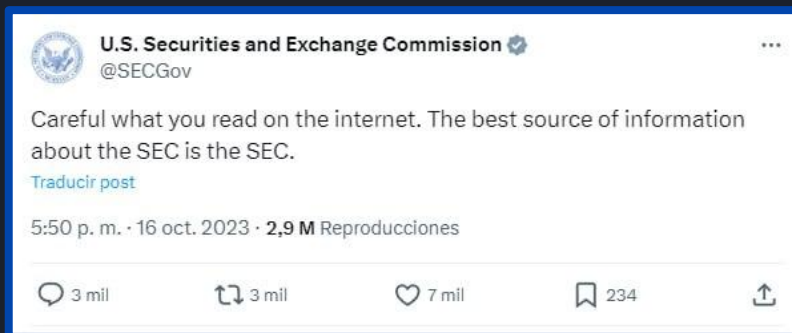 U.S. Securities and Exchange Commission
@SECGov
Careful what you read on the internet. The best source of information
about the SEC is the SEC.
Traducir post
5:50 p. m. · 16 oct. 2023 · 2,9 M Reproducciones
3 mil 3 mil 7 mil 234